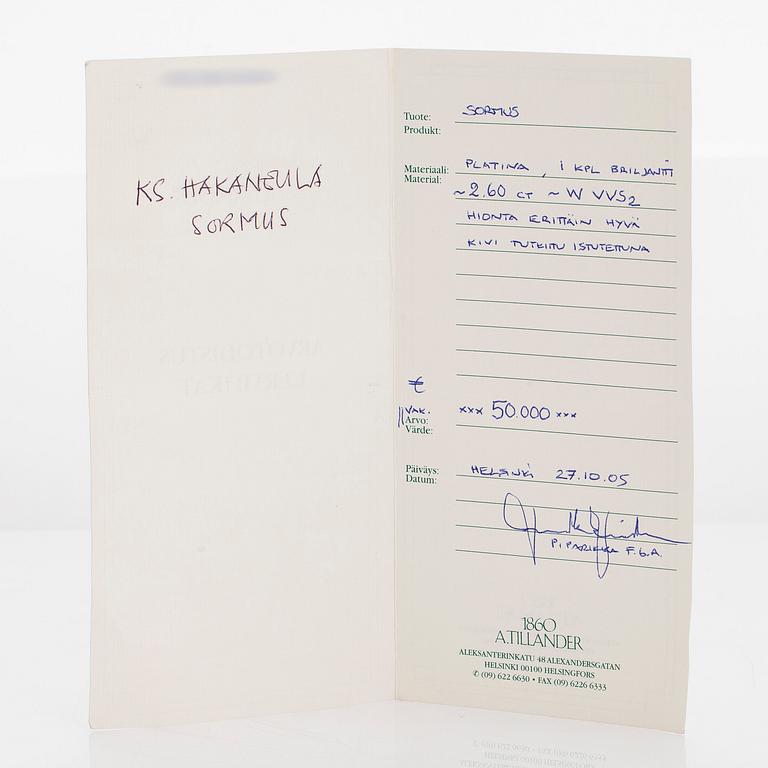 KS. HAKANEULA
SORMUS
Tuote: SORMUS
Produkt:
Materiaali: PLATINA, 1 KPL BRILJANTTI
Material:
~2.60 CT ~ W VVS2
HIONTA ERITTÄIN HYVÄ
KIVI TUTKITU ISTUTETTUNA
€
VAK.
Arvo: xxx 50.000 xxx
Värde:
Päiväys: HELSINKI 27.10.05
Datum:
F.G.A.
1860
A.TILLANDER
ALEKSANTERINKATU 48 ALEXANDERSGATAN
HELSINKI 00100 HELSINGFORS
✆ (09) 622 6630 • FAX (09) 6226 6333